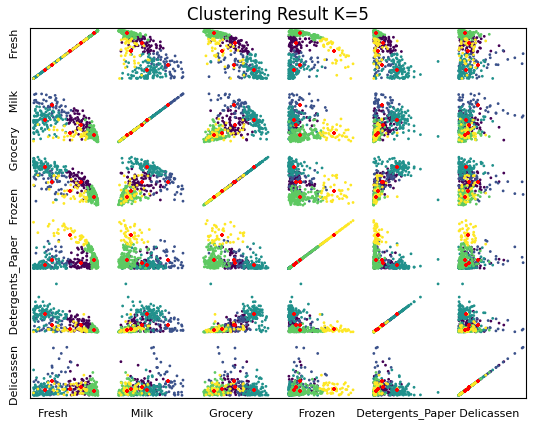 Clustering Result K=5
Fresh
Milk
Grocery
Frozen
Detergents_Paper
Delicassen
Fresh Milk Grocery Frozen Detergents_Paper Delicassen